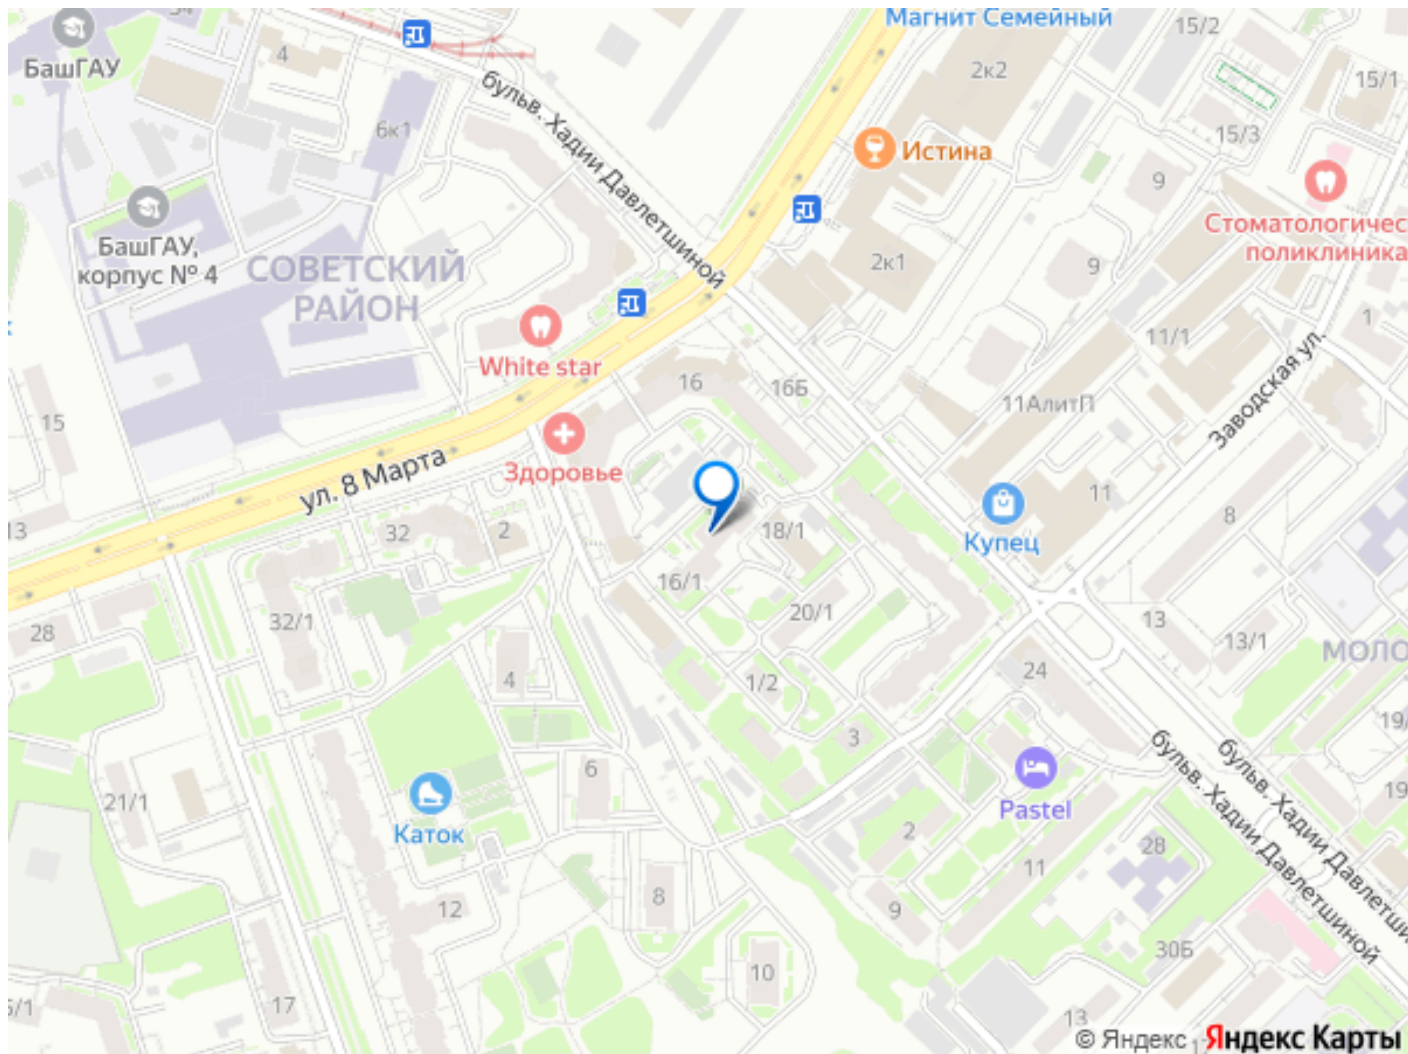 Магнит Семейный
15/2
БашГАУ
4
2к2
15/1
бульв. Хадии Давлетшиной
6к1
15/3
Истина
9
Стоматологичес
поликлиника
БашГАУ,
корпус № 4
СОВЕТСКИЙ
РАЙОН
2к1
9
1
11/1
White star
16
16Б
Заводская ул.
11АлитП
15
ул. 8 Марта
Здоровье
11
8
13
32
2
18/1
Купец
16/1
20/1
28
32/1
13
13/1
МОЛО
4
1/2
24
3
19/
бульв. Хадии Давлетшиной
бульв. Хадии Давлетши
6
Pastel
21/1
19
Каток
2
28
11
8
12
9
30Б
10
5/1
17
13
© Яндекс
Яндекс Карты